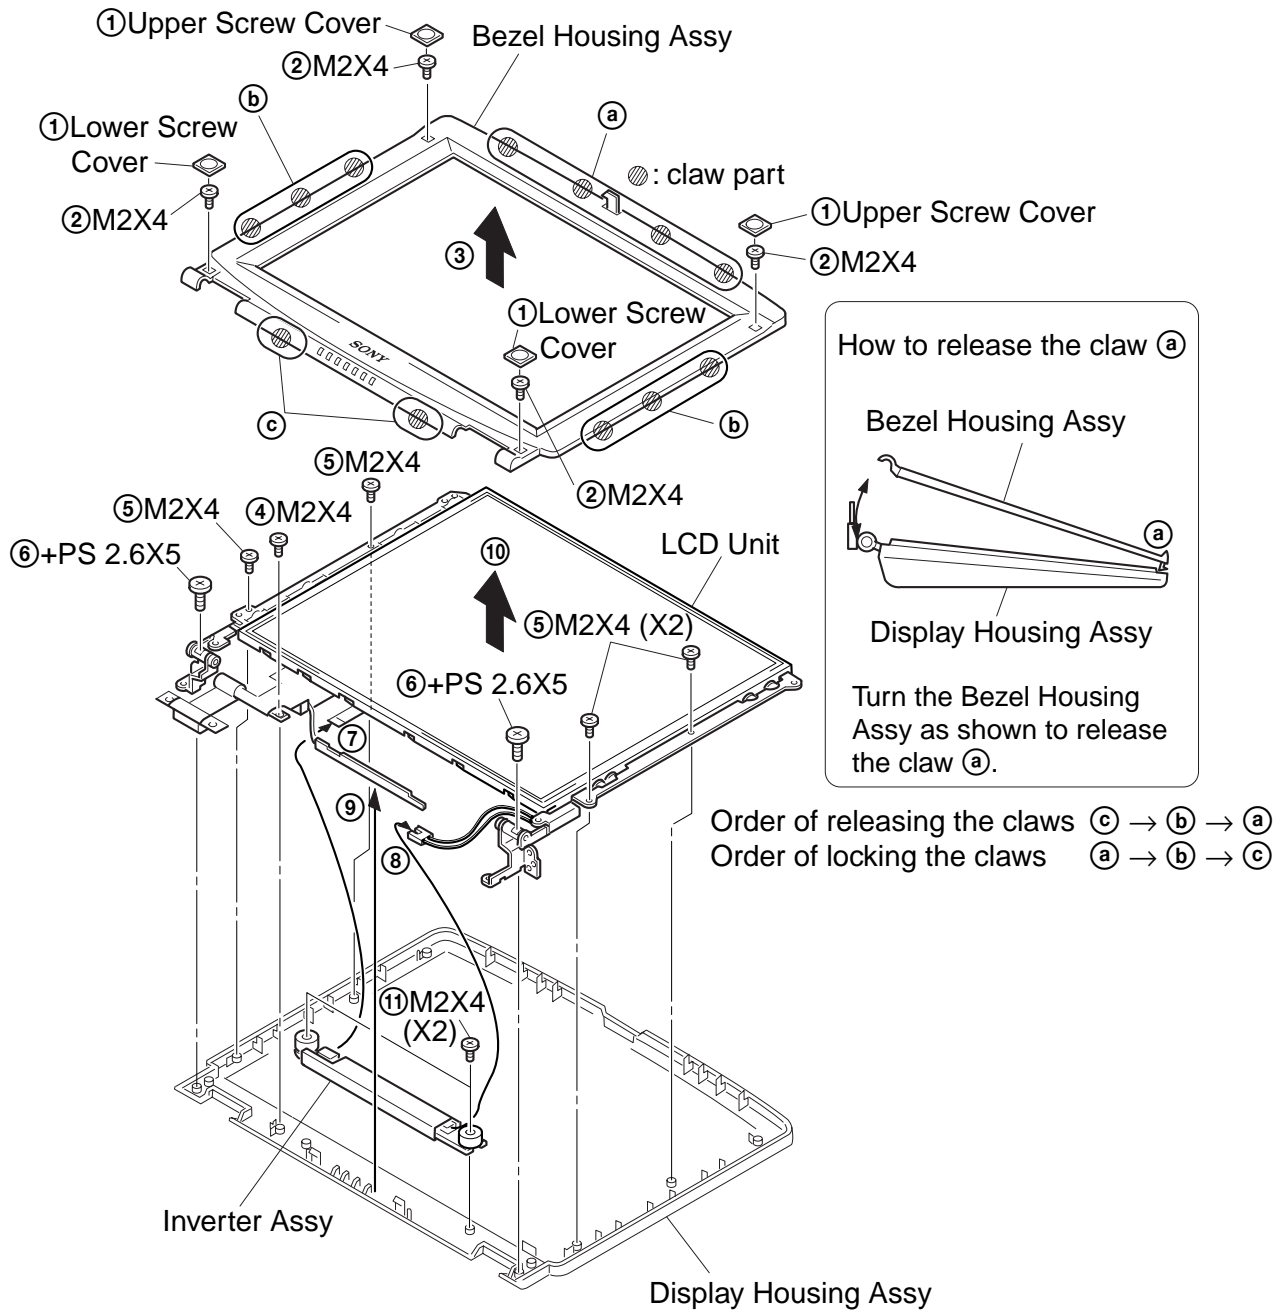 ①Upper Screw Cover
Bezel Housing Assy
②M2X4
ⓑ
ⓐ
①Lower Screw
Cover
: claw part
②M2X4
①Upper Screw Cover
②M2X4
③
①Lower Screw
Cover
SONY
ⓒ
ⓑ
②M2X4
How to release the claw ⓐ
Bezel Housing Assy
ⓐ
Display Housing Assy
Turn the Bezel Housing
Assy as shown to release
the claw ⓐ.
⑤M2X4
⑤M2X4
④M2X4
⑥+PS 2.6X5
⑩
LCD Unit
⑤M2X4 (X2)
⑥+PS 2.6X5
⑦
⑨
⑧
Order of releasing the claws ⓒ → ⓑ → ⓐ
Order of locking the claws ⓐ → ⓑ → ⓒ
⑪M2X4
(X2)
Inverter Assy
Display Housing Assy